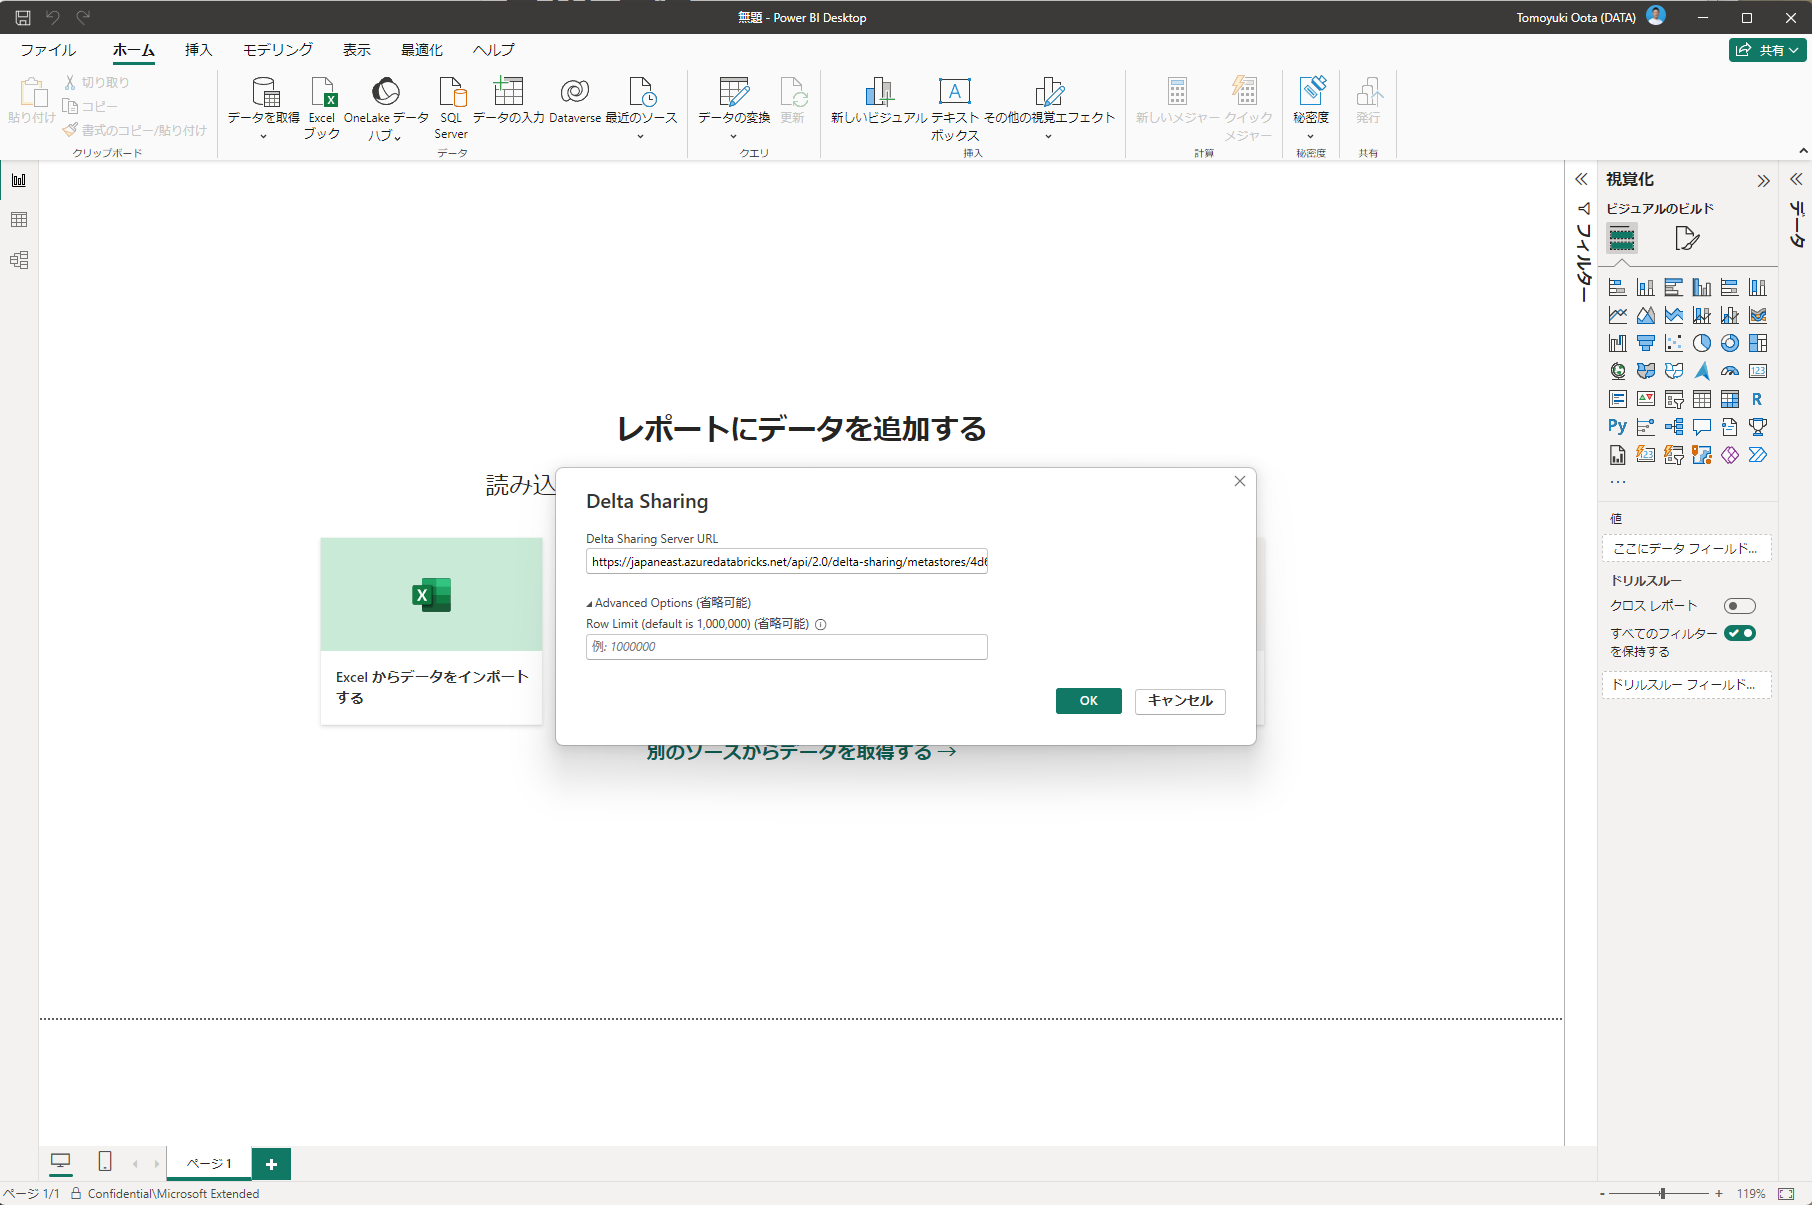 無題 - Power BI Desktop
Tomoyuki Oota (DATA)
ファイル
ホーム
挿入
モデリング
表示
最適化
ヘルプ
共有
貼り付け
切り取り
コピー
書式のコピー/貼り付け
クリップボード
データを取得
Excel
ブック
OneLake データ
ハブ
SQL
Server
データの入力
Dataverse
最近のソース
データ
データの変換
更新
クエリ
新しいビジュアル
テキスト
ボックス
その他の視覚エフェクト
挿入
新しいメジャー
クイック
メジャー
計算
秘密度
秘密度
発行
共有
レポートにデータを追加する
読み込
Excel からデータをインポート
する
別のソースからデータを取得する →
Delta Sharing
Delta Sharing Server URL
https://japaneast.azuredatabricks.net/api/2.0/delta-sharing/metastores/4d6
Advanced Options (省略可能)
Row Limit (default is 1,000,000) (省略可能)
例: 1000000
OK
キャンセル
フィルター
視覚化
ビジュアルのビルド
123
R
Py
123
...
値
ここにデータ フィールド...
ドリルスルー
クロス レポート
すべてのフィルター
を保持する
ドリルスルー フィールド...
データ
ページ 1
ページ 1/1
Confidential\Microsoft Extended
- + 119%